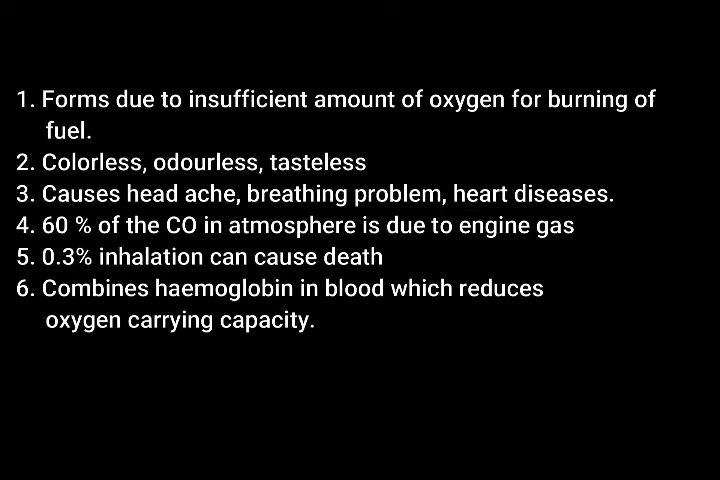 1. Forms due to insufficient amount of oxygen for burning of
fuel.
2. Colorless, odourless, tasteless
3. Causes head ache, breathing problem, heart diseases.
4. 60 % of the CO in atmosphere is due to engine gas
5. 0.3% inhalation can cause death
6. Combines haemoglobin in blood which reduces
oxygen carrying capacity.